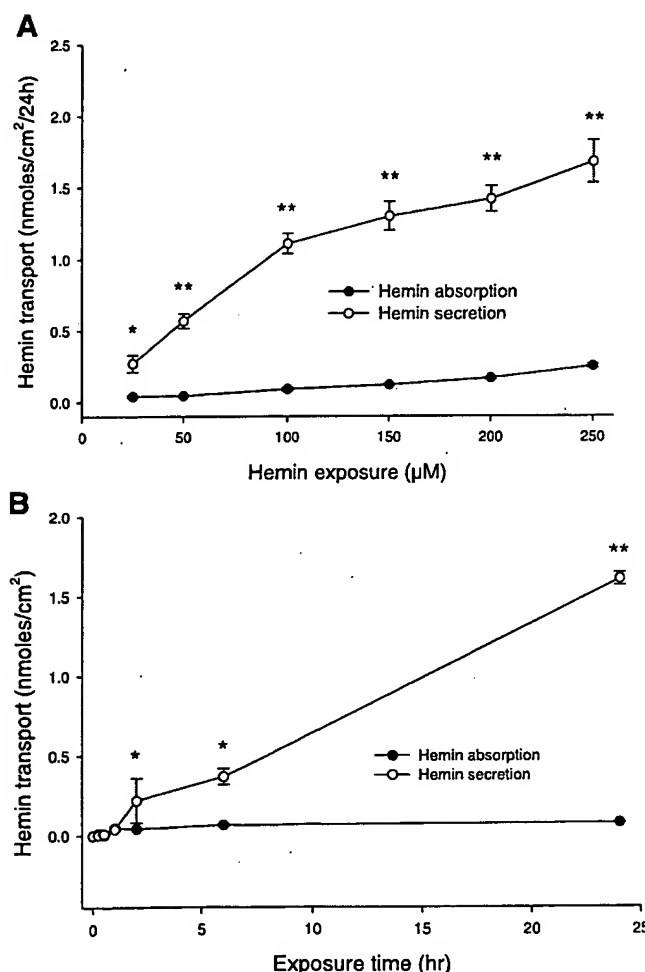 A
2.5
2.0
1.5
1.0
0.5
0.0
Hemin transport (nmoles/cm²/24h)
* ** ** ** ** **
Hemin absorption
Hemin secretion
0 50 100 150 200 250
Hemin exposure (µM)
B
2.0
1.5
1.0
0.5
0.0
Hemin transport (nmoles/cm²)
* * **
Hemin absorption
Hemin secretion
0 5 10 15 20 25
Exposure time (hr)